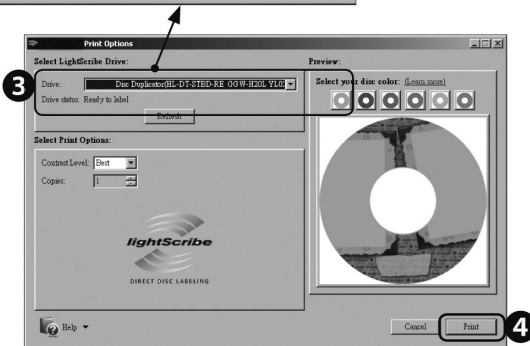 Print Options
Select LightScribe Drive:
Preview:
3
Drive: Disc Duplicator(HL-DT-STBD-RE GGW-H20L YL03
Drive status: Ready to label
Refresh
Select your disc color: (Learn more)
Select Print Options:
Contrast Level: Best
Copies: 1
lightScribe
DIRECT DISC LABELING
Help
Cancel
Print
4